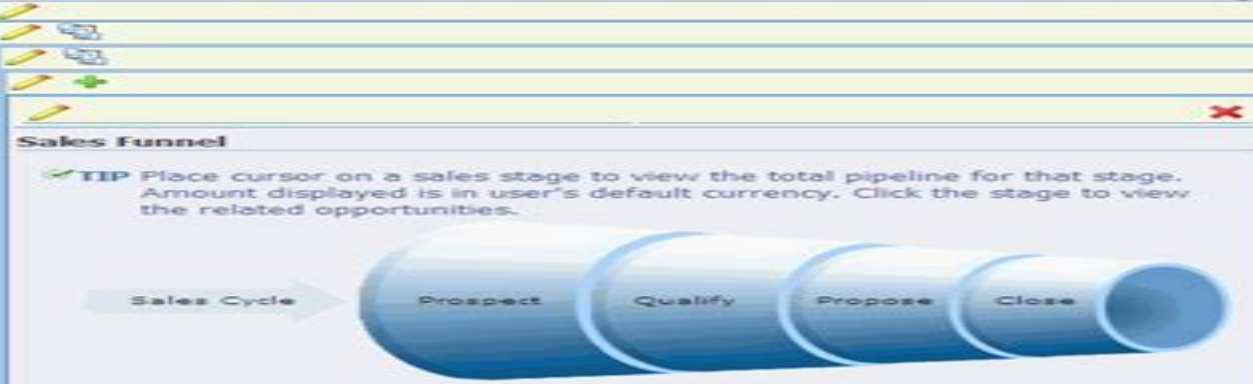 Sales Funnel
TIP Place cursor on a sales stage to view the total pipeline for that stage.
Amount displayed is in user's default currency. Click the stage to view
the related opportunities.
Sales Cycle Prospect Qualify Propose Close